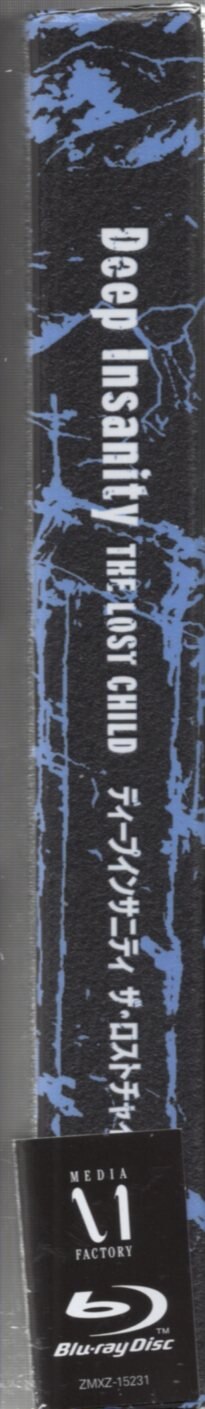 Deep Insanity THE LOST CHILD ディープインサニティ ザ・ロストチャイ
MEDIA
FACTORY
Blu-ray Disc™
ZMXZ-15231